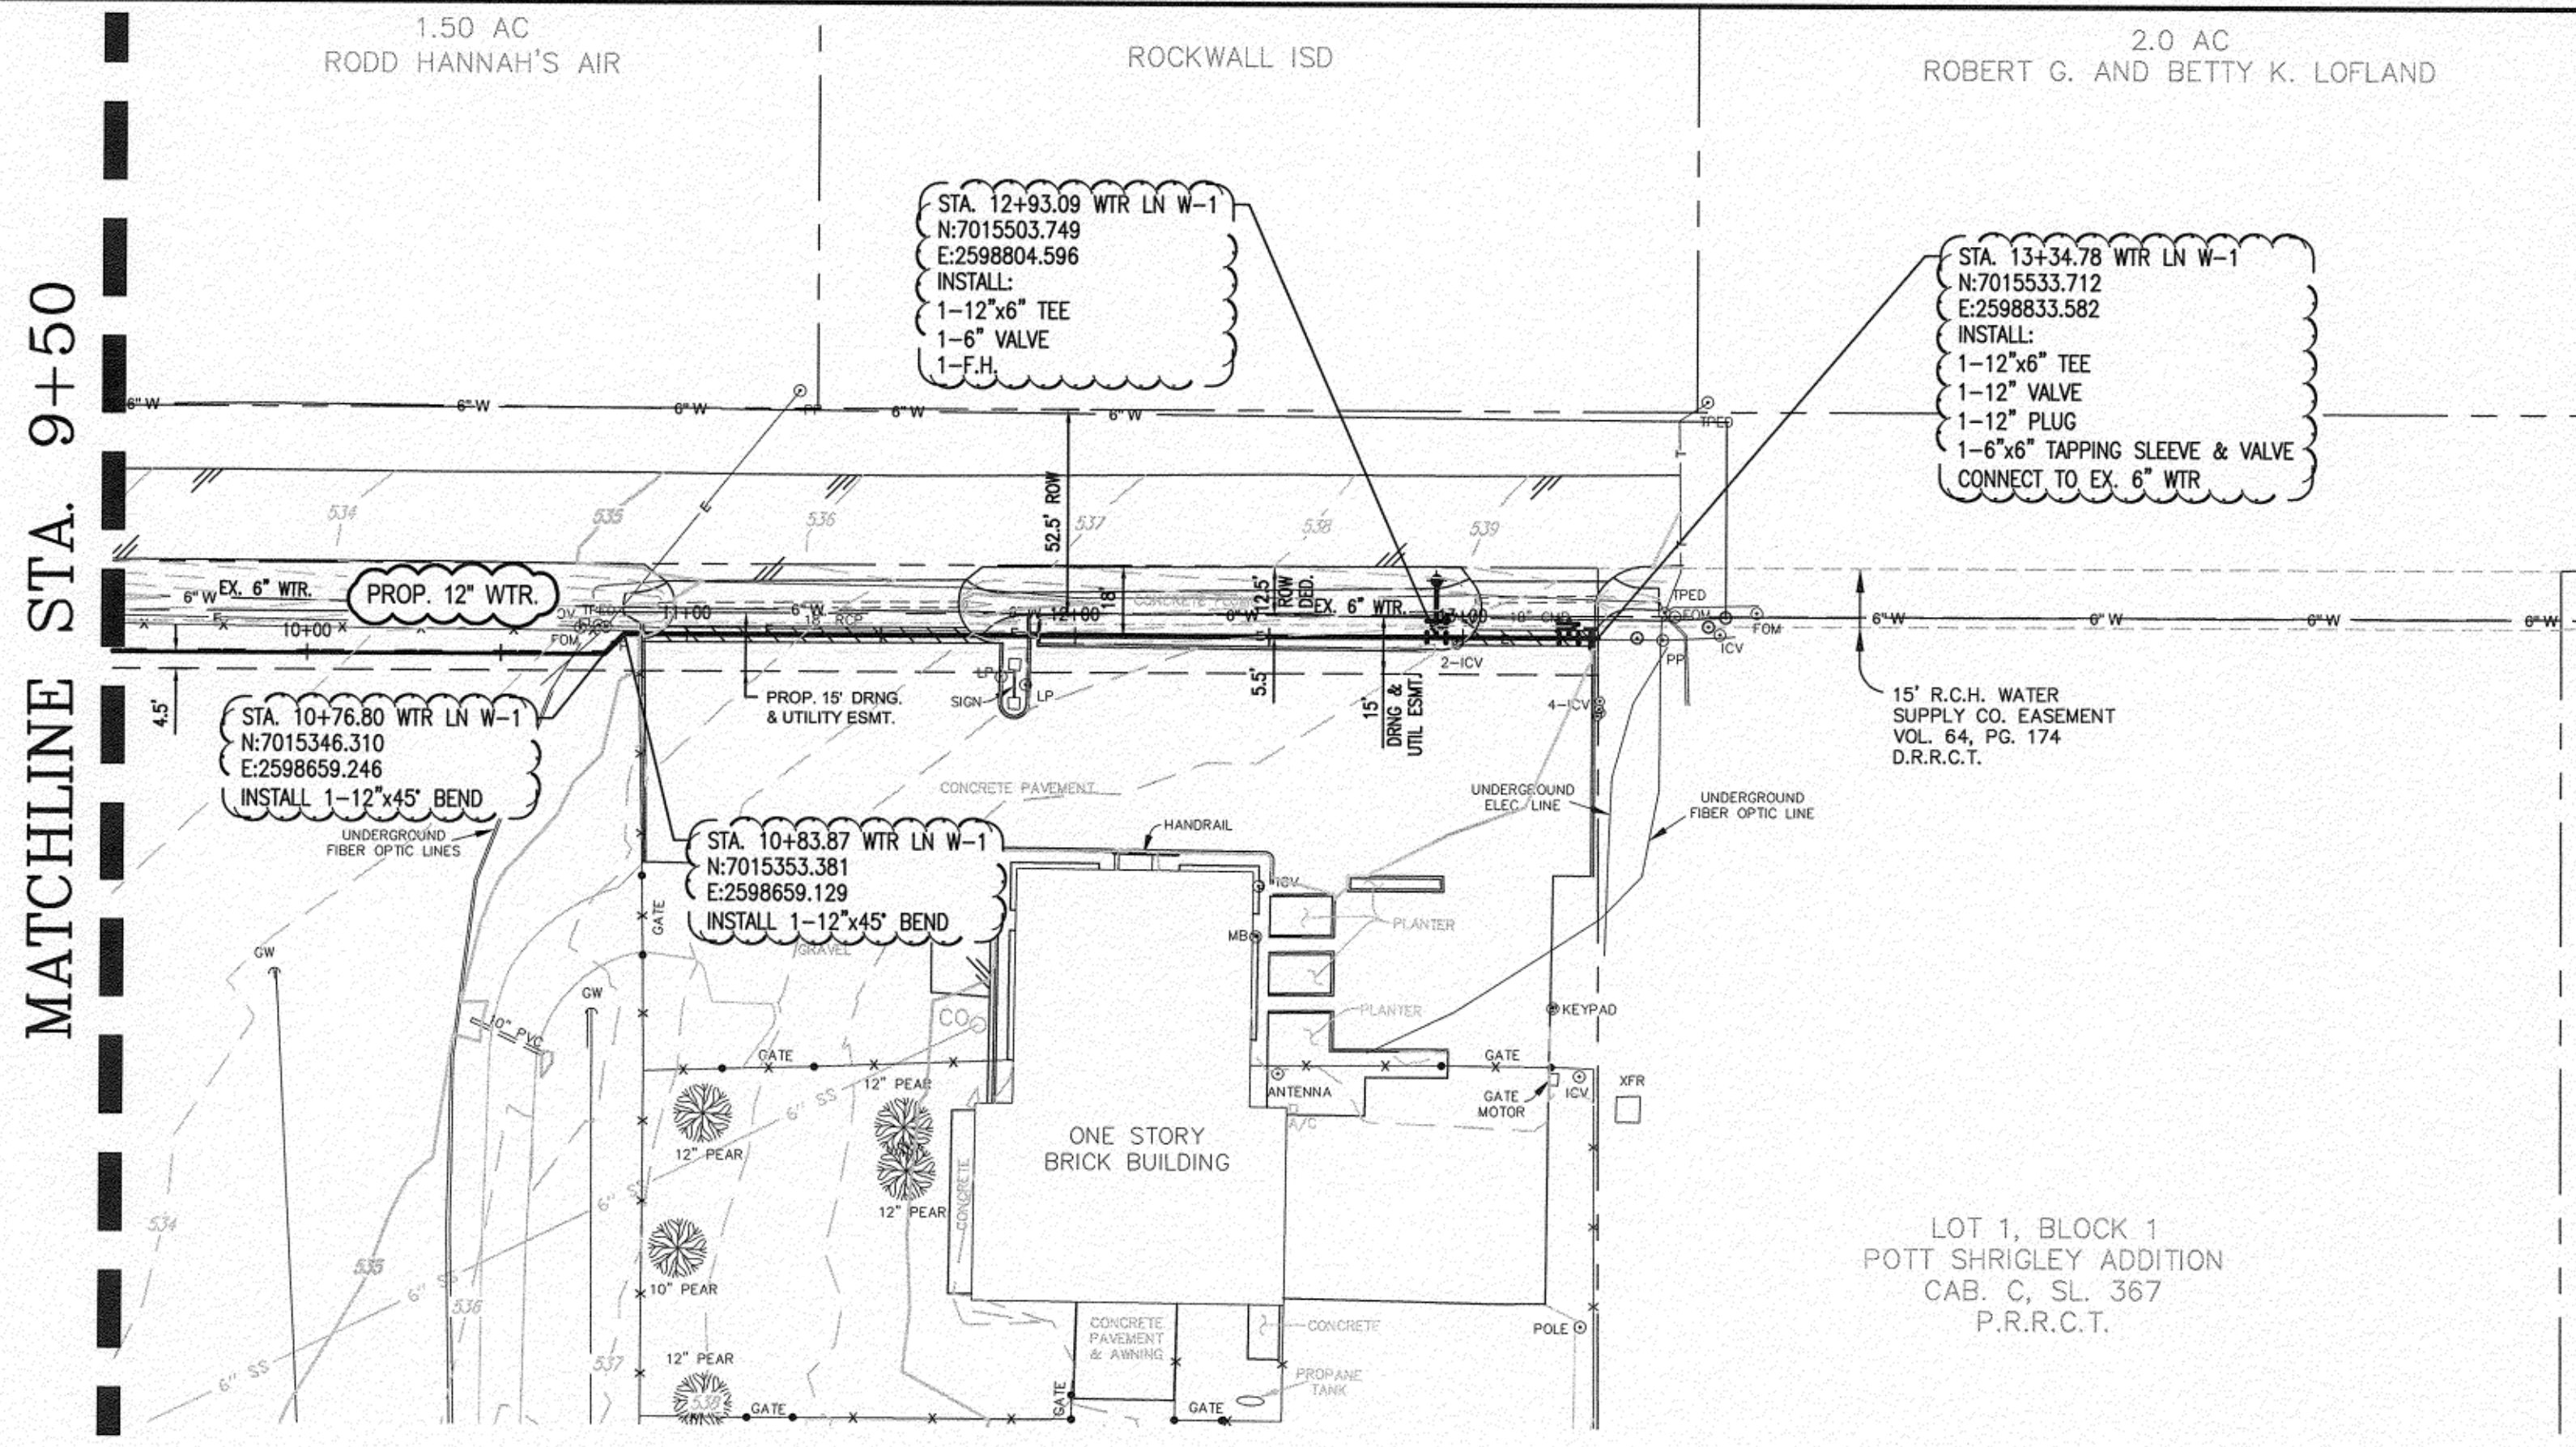 1.50 AC
RODD HANNAH'S AIR
ROCKWALL ISD
2.0 AC
ROBERT G. AND BETTY K. LOFLAND
MATCHLINE STA. 9+50
STA. 12+93.09 WTR LN W-1
N:7015503.749
E:2598804.596
INSTALL:
1-12"x6" TEE
1-6" VALVE
1-F.H.
STA. 13+34.78 WTR LN W-1
N:7015533.712
E:2598833.582
INSTALL:
1-12"x6" TEE
1-12" VALVE
1-12" PLUG
1-6"x6" TAPPING SLEEVE & VALVE
CONNECT TO EX. 6" WTR
6" W
6" W
6" W
6" W
6" W
PP
TPED
T
E
534
535
536
537
538
539
52.5' ROW
18'
12.5'
ROW
DED.
6" W
EX. 6" WTR.
PROP. 12" WTR.
10+00
11+00
6" W
18" RCP
12+00
CONCRETE
6" W
EX. 6" WTR.
13+00
18" CMP
TPED
FOM
FOM
FOM
ICV
PP
6" W
6" W
6" W
6" W
2-ICV
4-ICV
4.5'
5.5'
15'
DRNG &
UTIL ESMT.
PROP. 15' DRNG.
& UTILITY ESMT.
LP
SIGN
LP
15' R.C.H. WATER
SUPPLY CO. EASEMENT
VOL. 64, PG. 174
D.R.R.C.T.
STA. 10+76.80 WTR LN W-1
N:7015346.310
E:2598659.246
INSTALL 1-12"x45° BEND
UNDERGROUND
FIBER OPTIC LINES
CONCRETE PAVEMENT
UNDERGROUND
ELEC LINE
UNDERGROUND
FIBER OPTIC LINE
STA. 10+83.87 WTR LN W-1
N:7015353.381
E:2598659.129
INSTALL 1-12"x45° BEND
HANDRAIL
GATE
GRAVEL
ICV
MB
PLANTER
PLANTER
GW
GW
10" PVC
CO
KEYPAD
GATE
GATE
ANTENNA
A/C
GATE
MOTOR
ICV
XFR
12" PEAR
12" PEAR
12" PEAR
10" PEAR
12" PEAR
6" SS
6" SS
6" SS
6" SS
CONCRETE
ONE STORY
BRICK BUILDING
534
535
536
537
538
CONCRETE
PAVEMENT
& AWNING
CONCRETE
PROPANE
TANK
POLE
GATE
GATE
GATE
LOT 1, BLOCK 1
POTT SHRIGLEY ADDITION
CAB. C, SL. 367
P.R.R.C.T.